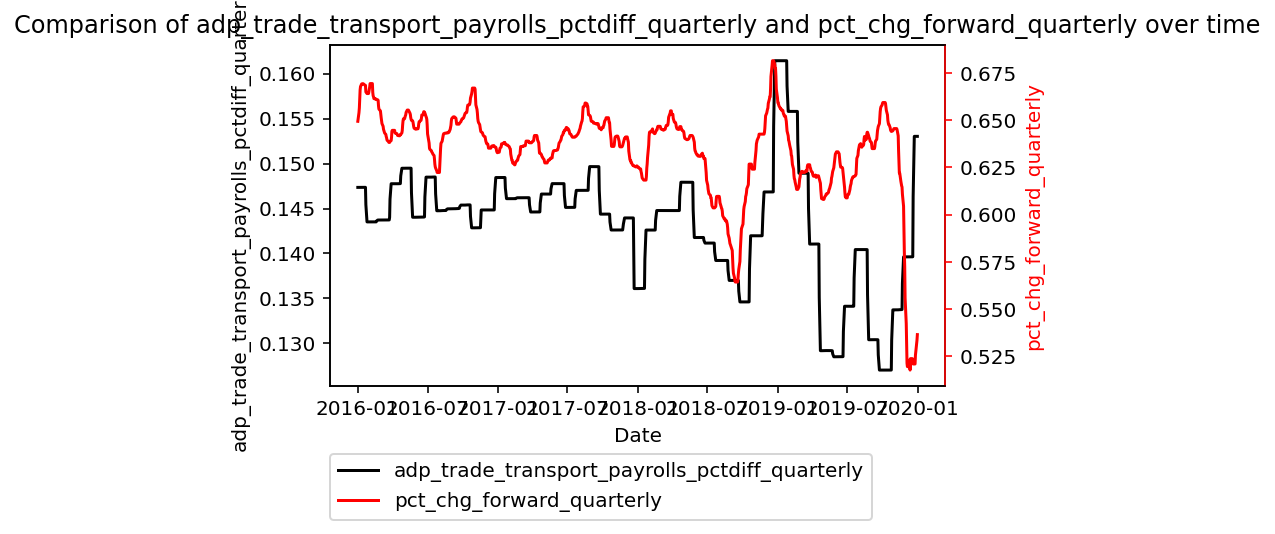 Comparison of adp_trade_transport_payrolls_pctdiff_quarterly and pct_chg_forward_quarterly over time
adp_trade_transport_payrolls_pctdiff_quarter
0.160
0.155
0.150
0.145
0.140
0.135
0.130
0.675
0.650
0.625
0.600
0.575
0.550
0.525
pct_chg_forward_quarterly
2016-01 2016-07 2017-01 2017-07 2018-01 2018-07 2019-01 2019-07 2020-01
Date
adp_trade_transport_payrolls_pctdiff_quarterly
pct_chg_forward_quarterly